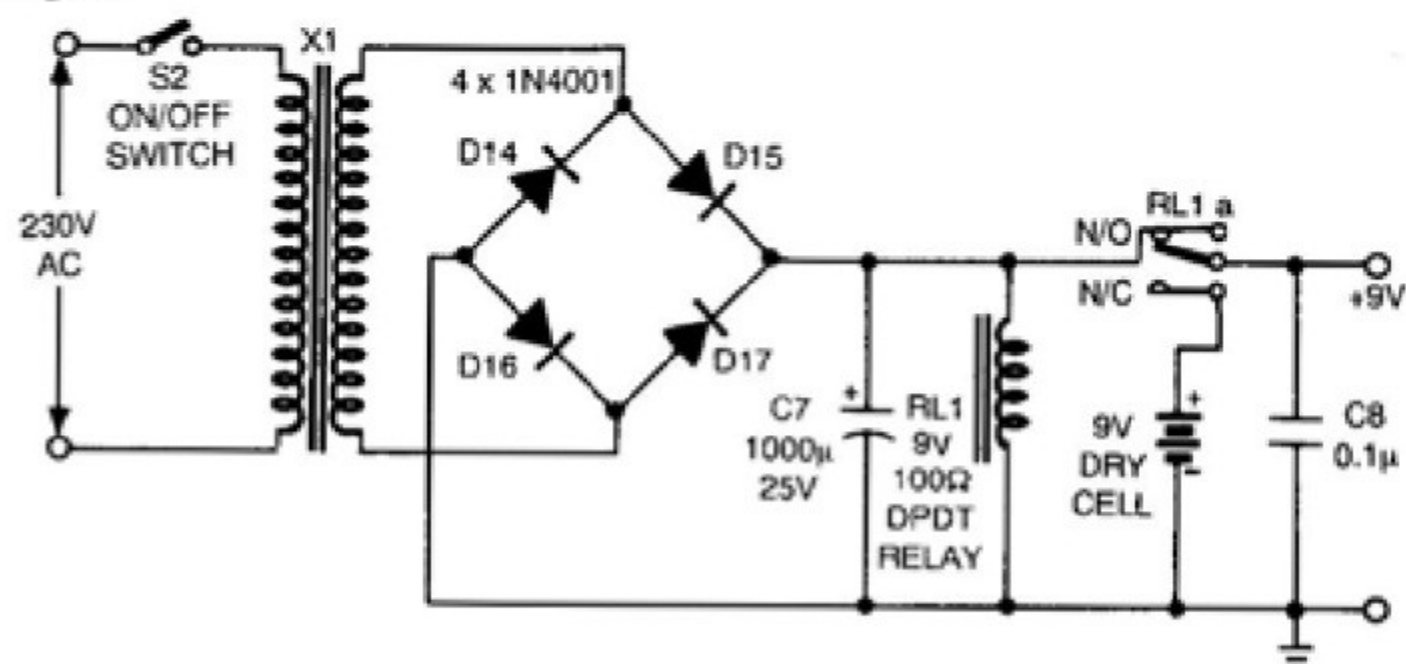 X1
S2
ON/OFF
SWITCH
230V
AC
4 x 1N4001
D14
D15
D16
D17
C7
1000µ
25V
RL1
9V
100Ω
DPDT
RELAY
RL1 a
N/O
N/C
+9V
+
+
-
9V
DRY
CELL
C8
0.1µ